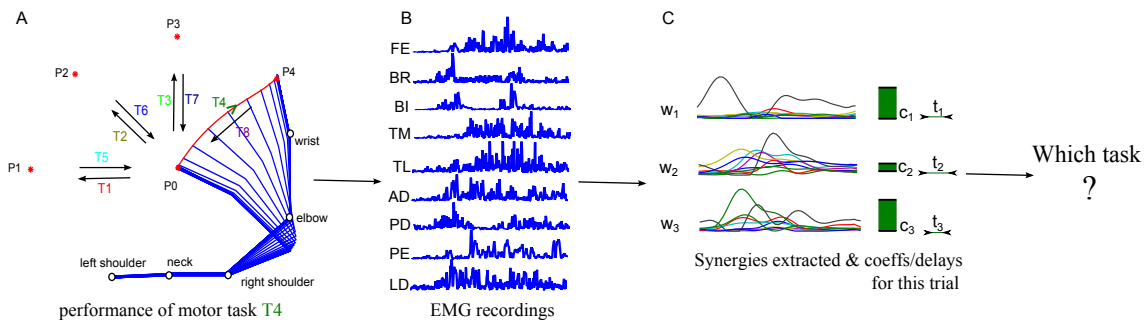 A
P3
P2
P4
T6
T3
T7
T4
T2
T8
wrist
P1
T5
T1
P0
elbow
left shoulder
neck
right shoulder
performance of motor task T4
B
FE
BR
BI
TM
TL
AD
PD
PE
LD
EMG recordings
C
w1 c1 t1
w2 c2 t2
w3 c3 t3
Synergies extracted & coeffs/delays
for this trial
Which task
?